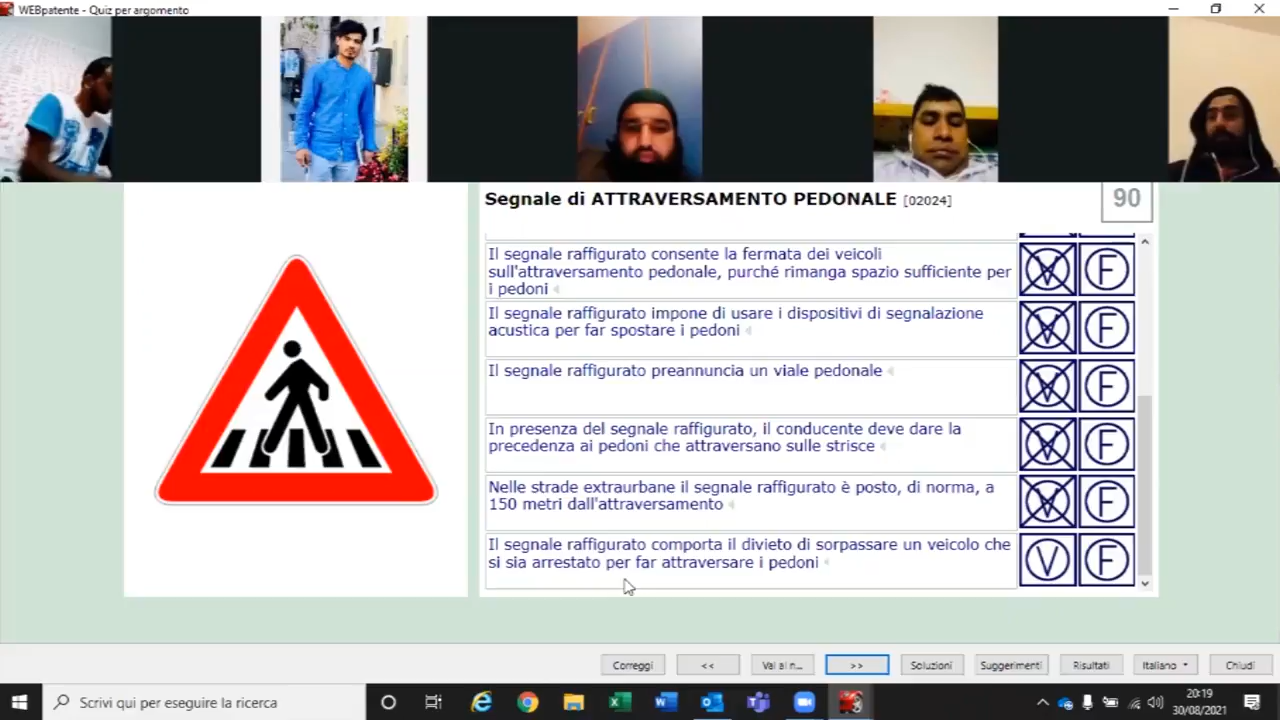 WEBpatente - Quiz per argomento
Segnale di ATTRAVERSAMENTO PEDONALE [02024]
90
Il segnale raffigurato consente la fermata dei veicoli
sull'attraversamento pedonale, purché rimanga spazio sufficiente per
i pedoni
V F
Il segnale raffigurato impone di usare i dispositivi di segnalazione
acustica per far spostare i pedoni
V F
Il segnale raffigurato preannuncia un viale pedonale
V F
In presenza del segnale raffigurato, il conducente deve dare la
precedenza ai pedoni che attraversano sulle strisce
V F
Nelle strade extraurbane il segnale raffigurato è posto, di norma, a
150 metri dall'attraversamento
V F
Il segnale raffigurato comporta il divieto di sorpassare un veicolo che
si sia arrestato per far attraversare i pedoni
V F
Correggi << Vai al n... >> Soluzioni Suggerimenti Risultati Italiano Chiudi
Scrivi qui per eseguire la ricerca
20:19
30/08/2021